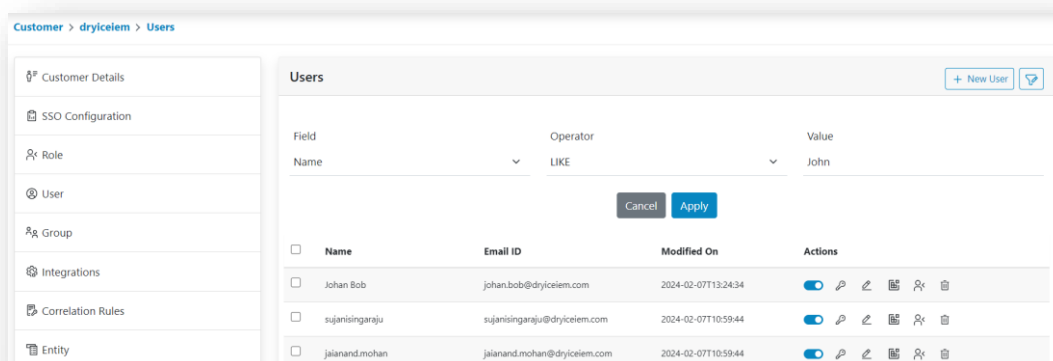 Customer > dryiceiem > Users
Customer Details
SSO Configuration
Role
User
Group
Integrations
Correlation Rules
Entity
Users
+ New User
Field Operator Value
Name LIKE John
Cancel Apply
Name Email ID Modified On Actions
Johan Bob johan.bob@dryiceiem.com 2024-02-07T13:24:34
sujanisingaraju sujanisingaraju@dryiceiem.com 2024-02-07T10:59:44
jaianand.mohan jaianand.mohan@dryiceiem.com 2024-02-07T10:59:44